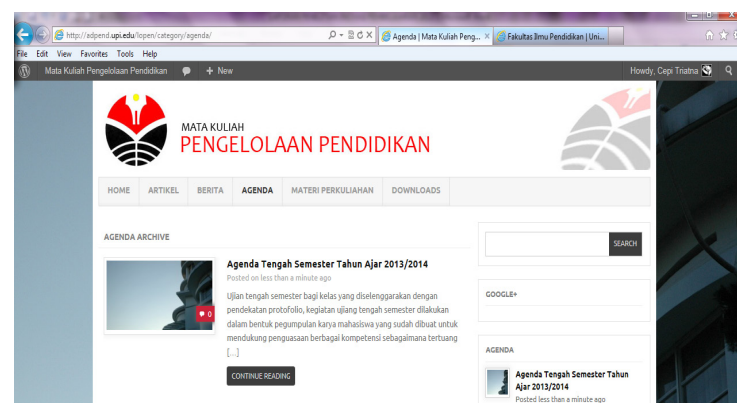 http://adpend.upi.edu/lopen/category/agenda/
Agenda | Mata Kuliah Peng...
Fakultas Ilmu Pendidikan | Uni...
File Edit View Favorites Tools Help
Mata Kuliah Pengelolaan Pendidikan + New
Howdy, Cepi Triatna
MATA KULIAH
PENGELOLAAN PENDIDIKAN
HOME ARTIKEL BERITA AGENDA MATERI PERKULIAHAN DOWNLOADS
AGENDA ARCHIVE
Agenda Tengah Semester Tahun Ajar 2013/2014
Posted on less than a minute ago
0
Ujian tengah semester bagi kelas yang diselenggarakan dengan
pendekatan protofolio, kegiatan ujiang tengah semester dilakukan
dalam bentuk pegumpulan karya mahasiswa yang sudah dibuat untuk
mendukung penguasaan berbagai kompetensi sebagaimana tertuang
[...]
CONTINUE READING
SEARCH
GOOGLE+
AGENDA
Agenda Tengah Semester Tahun
Ajar 2013/2014
Posted less than a minute ago